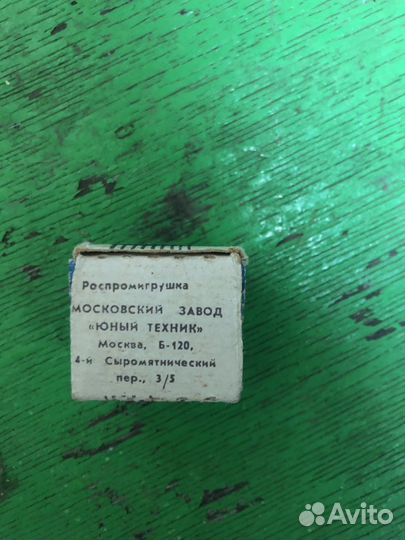 Роспромигрушка
МОСКОВСКИЙ ЗАВОД
«ЮНЫЙ ТЕХНИК»
Москва, Б-120,
4-й Сыромятнический
пер., 3/5
Avito